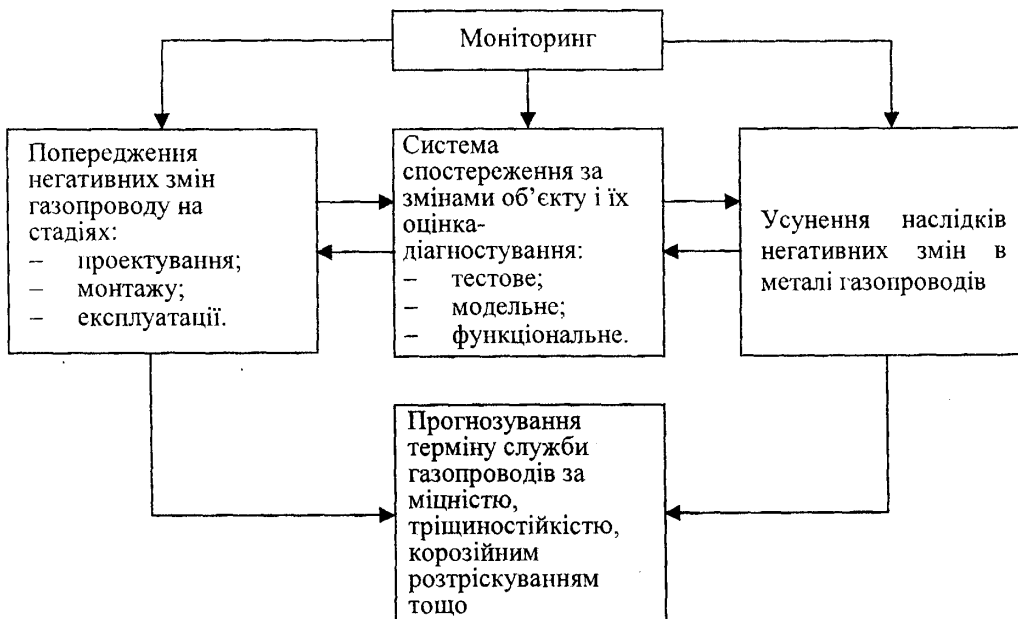 Моніторинг
Попередження
негативних змін
газопроводу на
стадіях:
– проектування;
– монтажу;
– експлуатації.
Система
спостереження за
змінами об’єкту і їх
оцінка-
діагностування:
– тестове;
– модельне;
– функціональне.
Усунення наслідків
негативних змін в
металі газопроводів
Прогнозування
терміну служби
газопроводів за
міцністю,
тріщиностійкістю,
корозійним
розтріскуванням
тощо